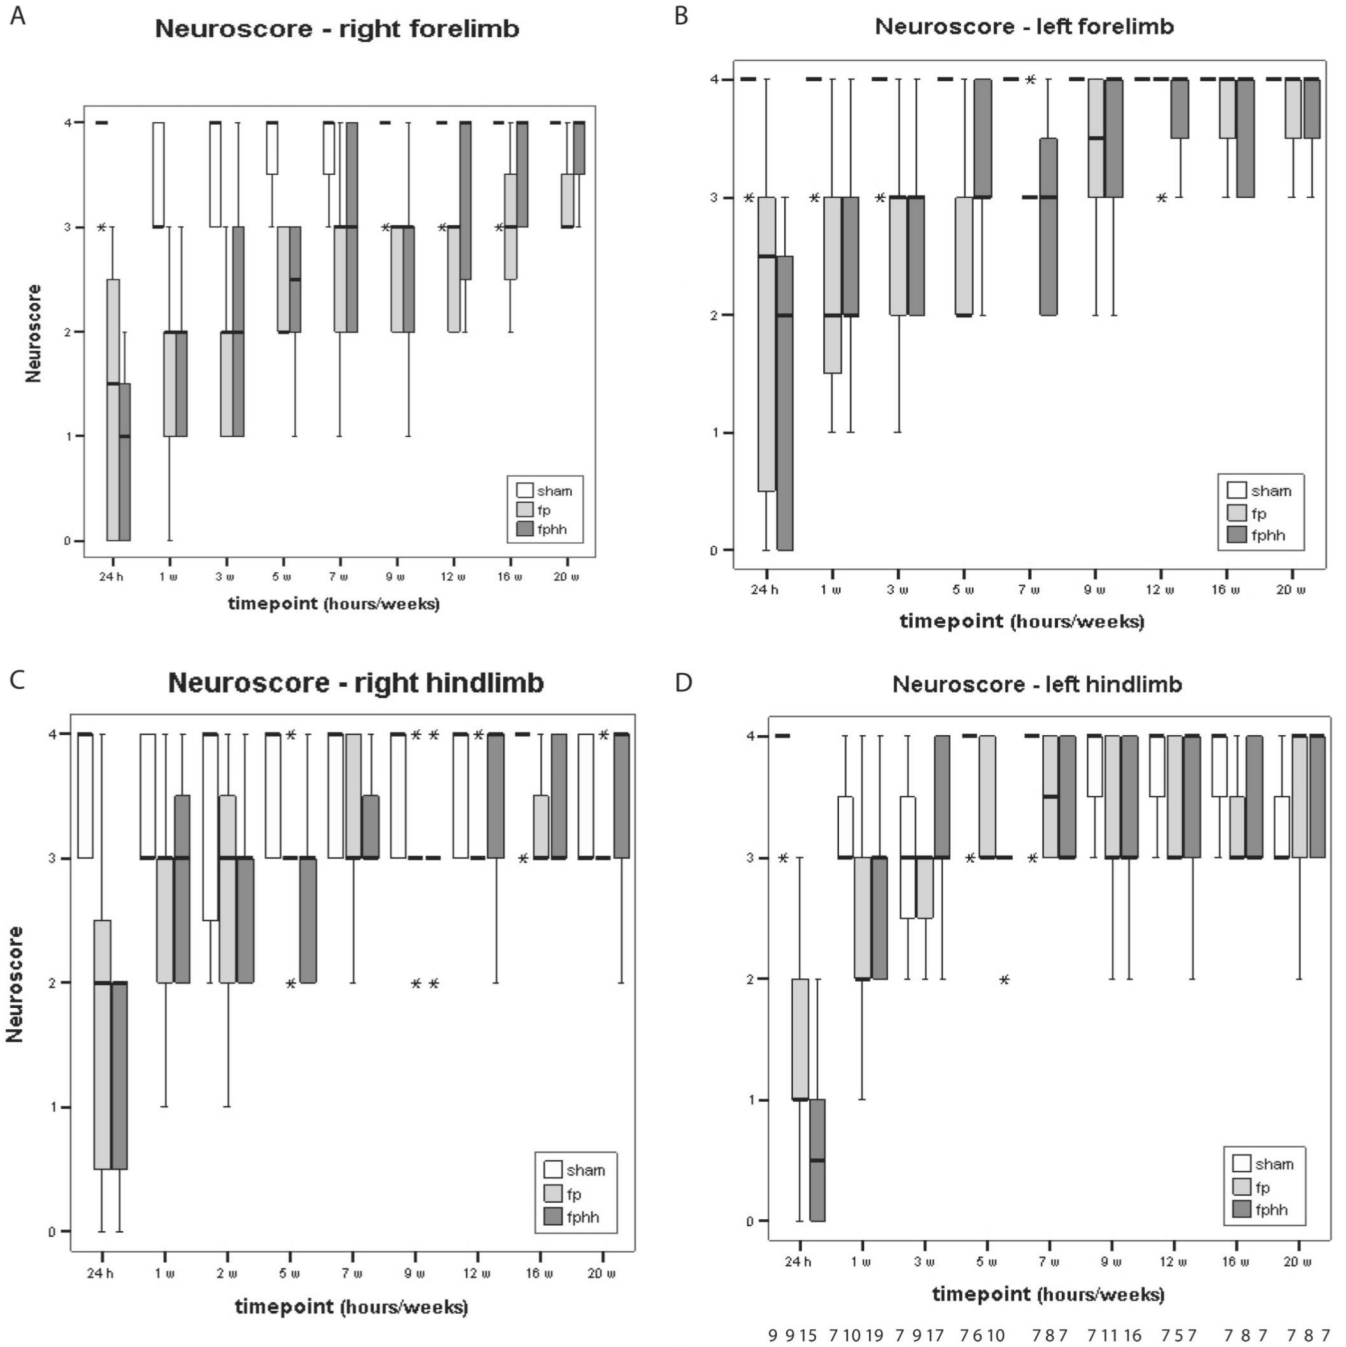 A
Neuroscore - right forelimb
Neuroscore
4
3
2
1
0
sham
fp
fphh
24 h 1 w 3 w 5 w 7 w 9 w 12 w 16 w 20 w
timepoint (hours/weeks)
B
Neuroscore - left forelimb
4
3
2
1
0
sham
fp
fphh
24 h 1 w 3 w 5 w 7 w 9 w 12 w 16 w 20 w
timepoint (hours/weeks)
C
Neuroscore - right hindlimb
Neuroscore
4
3
2
1
0
sham
fp
fphh
24 h 1 w 2 w 5 w 7 w 9 w 12 w 16 w 20 w
timepoint (hours/weeks)
D
Neuroscore - left hindlimb
4
3
2
1
0
sham
fp
fphh
24 h 1 w 3 w 5 w 7 w 9 w 12 w 16 w 20 w
timepoint (hours/weeks)
9 9 15 7 10 19 7 9 17 7 6 10 7 8 7 7 11 16 7 5 7 7 8 7 7 8 7